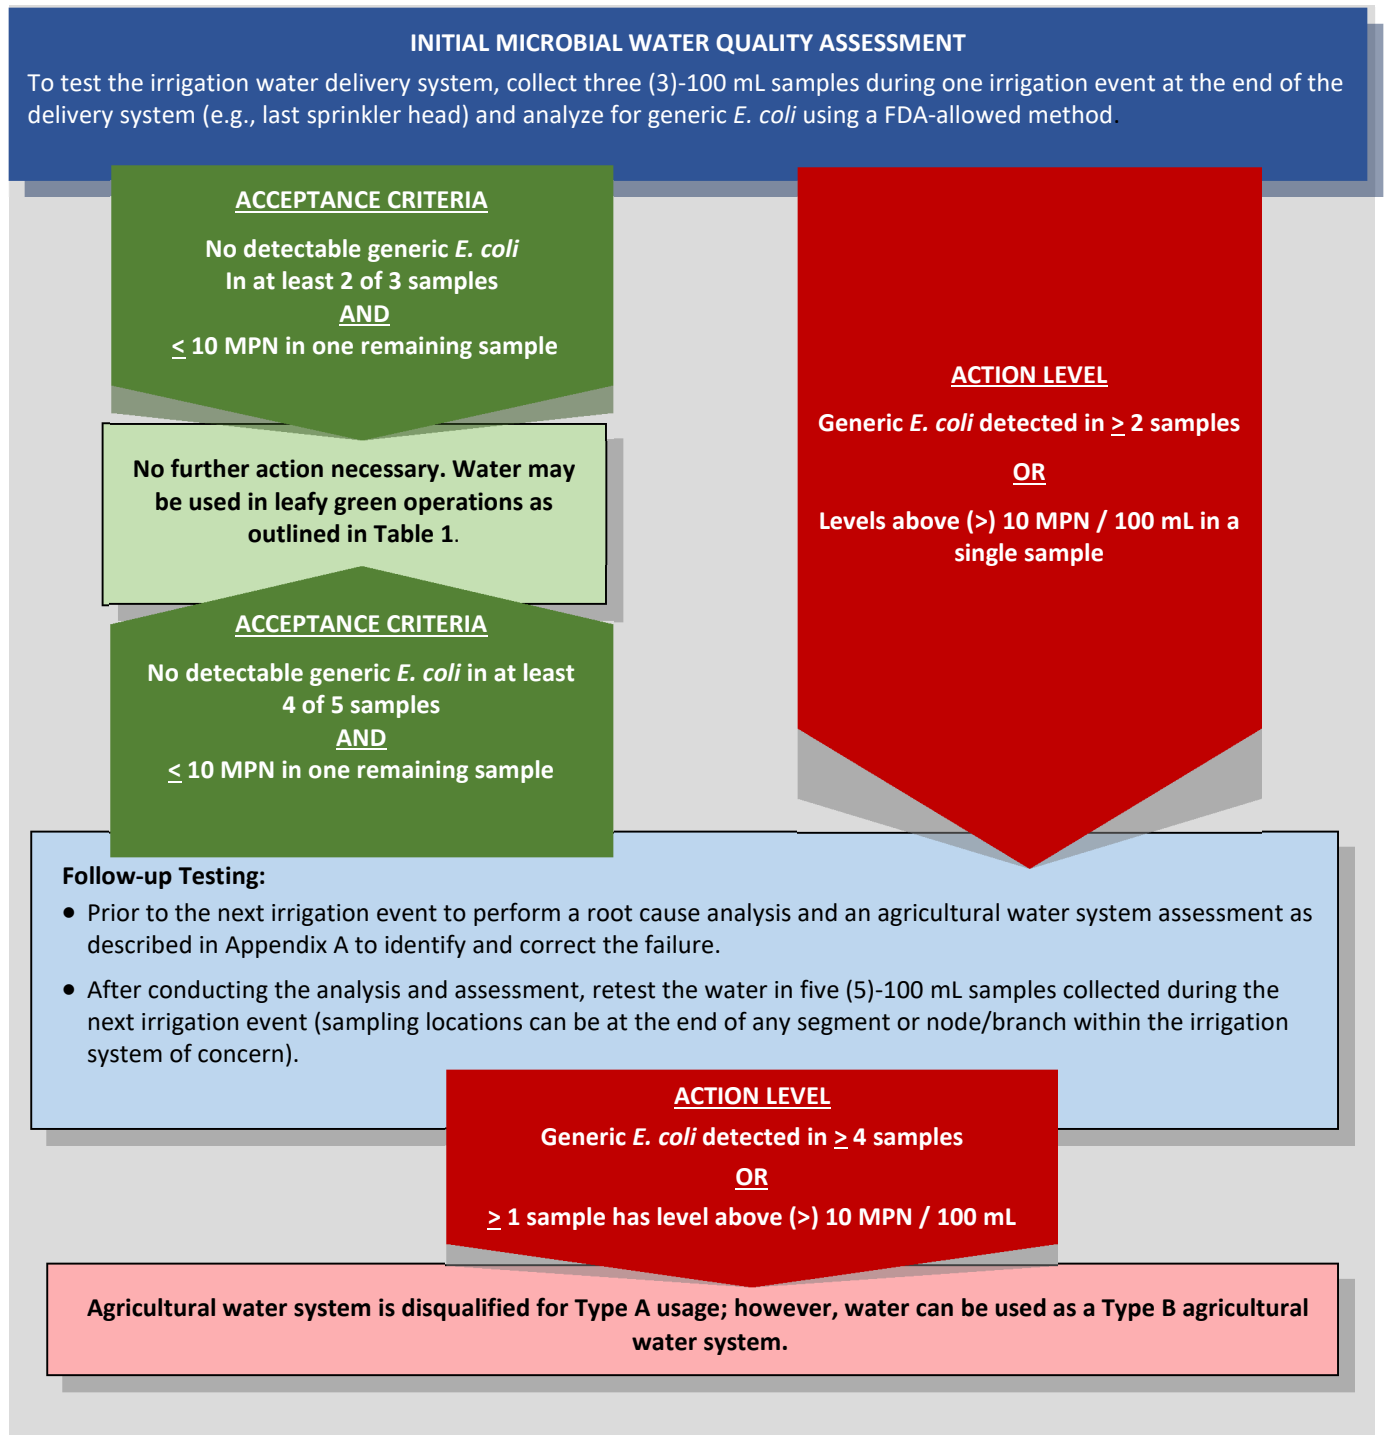 INITIAL MICROBIAL WATER QUALITY ASSESSMENT
To test the irrigation water delivery system, collect three (3)-100 mL samples during one irrigation event at the end of the
delivery system (e.g., last sprinkler head) and analyze for generic E. coli using a FDA-allowed method.
ACCEPTANCE CRITERIA
No detectable generic E. coli
In at least 2 of 3 samples
AND
≤ 10 MPN in one remaining sample
No further action necessary. Water may
be used in leafy green operations as
outlined in Table 1.
ACCEPTANCE CRITERIA
No detectable generic E. coli in at least
4 of 5 samples
AND
≤ 10 MPN in one remaining sample
ACTION LEVEL
Generic E. coli detected in ≥ 2 samples
OR
Levels above (>) 10 MPN / 100 mL in a
single sample
Follow-up Testing:
• Prior to the next irrigation event to perform a root cause analysis and an agricultural water system assessment as
described in Appendix A to identify and correct the failure.
• After conducting the analysis and assessment, retest the water in five (5)-100 mL samples collected during the
next irrigation event (sampling locations can be at the end of any segment or node/branch within the irrigation
system of concern).
ACTION LEVEL
Generic E. coli detected in ≥ 4 samples
OR
≥ 1 sample has level above (>) 10 MPN / 100 mL
Agricultural water system is disqualified for Type A usage; however, water can be used as a Type B agricultural
water system.